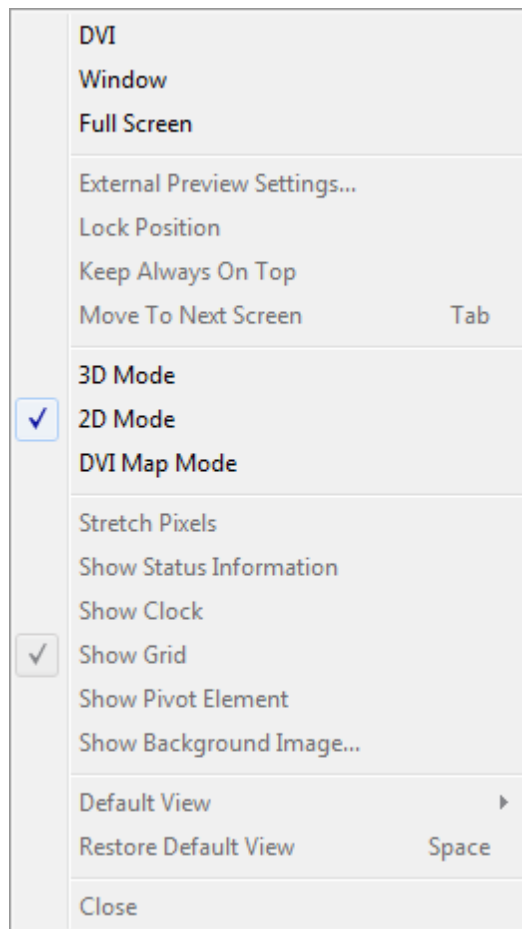 DVI
Window
Full Screen
External Preview Settings...
Lock Position
Keep Always On Top
Move To Next Screen Tab
3D Mode
2D Mode
DVI Map Mode
Stretch Pixels
Show Status Information
Show Clock
Show Grid
Show Pivot Element
Show Background Image...
Default View
Restore Default View Space
Close